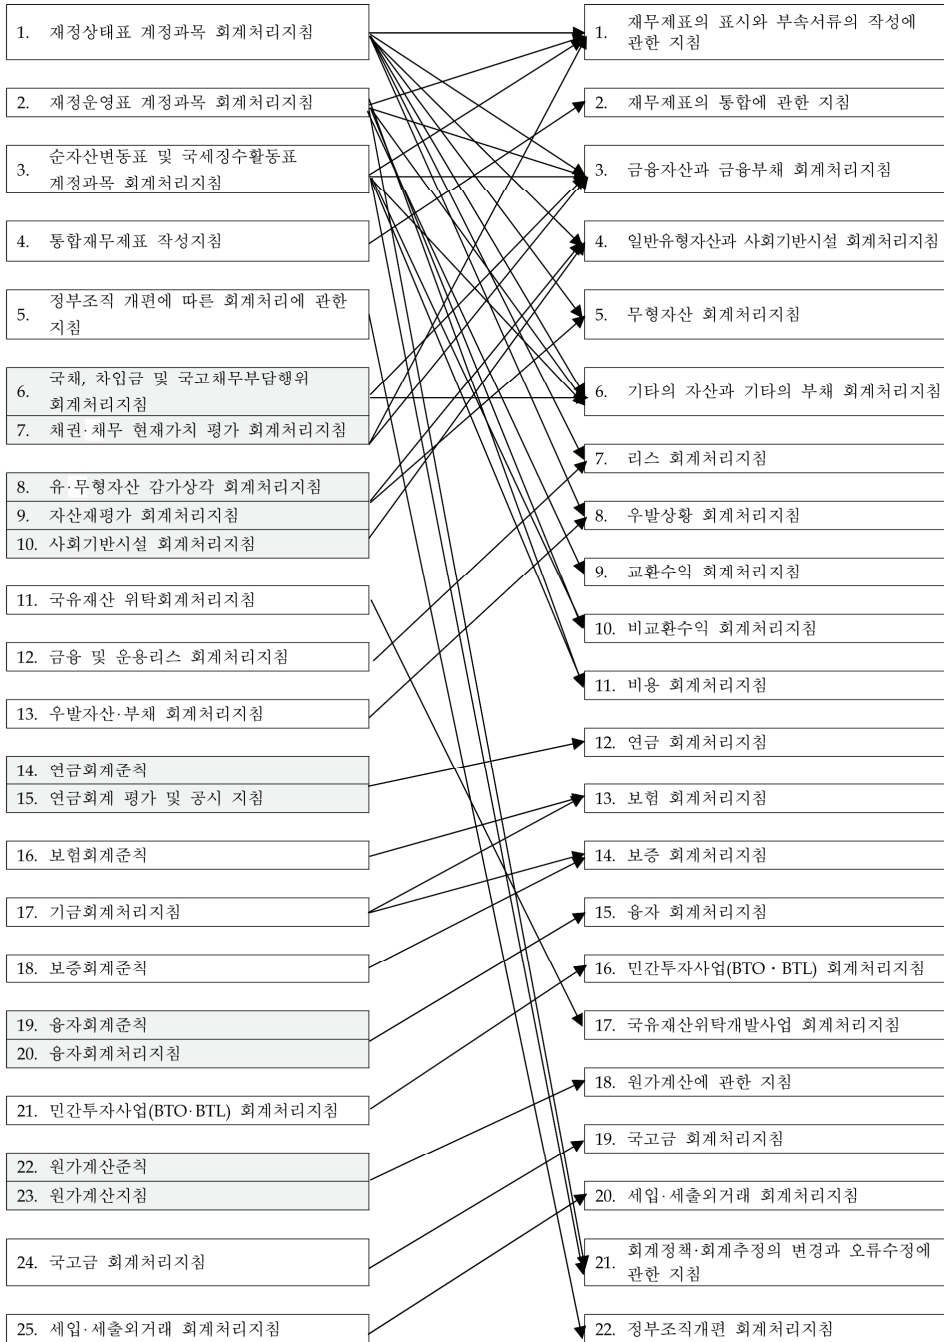 1. 재정상태표 계정과목 회계처리지침
2. 재정운영표 계정과목 회계처리지침
3. 순자산변동표 및 국세징수활동표
계정과목 회계처리지침
4. 통합재무제표 작성지침
5. 정부조직 개편에 따른 회계처리에 관한
지침
6. 국채, 차입금 및 국고채무부담행위
회계처리지침
7. 채권·채무 현재가치 평가 회계처리지침
8. 유·무형자산 감가상각 회계처리지침
9. 자산재평가 회계처리지침
10. 사회기반시설 회계처리지침
11. 국유재산 위탁회계처리지침
12. 금융 및 운용리스 회계처리지침
13. 우발자산·부채 회계처리지침
14. 연금회계준칙
15. 연금회계 평가 및 공시 지침
16. 보험회계준칙
17. 기금회계처리지침
18. 보증회계준칙
19. 융자회계준칙
20. 융자회계처리지침
21. 민간투자사업(BTO·BTL) 회계처리지침
22. 원가계산준칙
23. 원가계산지침
24. 국고금 회계처리지침
25. 세입·세출외거래 회계처리지침
1. 재무제표의 표시와 부속서류의 작성에
관한 지침
2. 재무제표의 통합에 관한 지침
3. 금융자산과 금융부채 회계처리지침
4. 일반유형자산과 사회기반시설 회계처리지침
5. 무형자산 회계처리지침
6. 기타의 자산과 기타의 부채 회계처리지침
7. 리스 회계처리지침
8. 우발상황 회계처리지침
9. 교환수익 회계처리지침
10. 비교환수익 회계처리지침
11. 비용 회계처리지침
12. 연금 회계처리지침
13. 보험 회계처리지침
14. 보증 회계처리지침
15. 융자 회계처리지침
16. 민간투자사업(BTO·BTL) 회계처리지침
17. 국유재산위탁개발사업 회계처리지침
18. 원가계산에 관한 지침
19. 국고금 회계처리지침
20. 세입·세출외거래 회계처리지침
21. 회계정책·회계추정의 변경과 오류수정에
관한 지침
22. 정부조직개편 회계처리지침